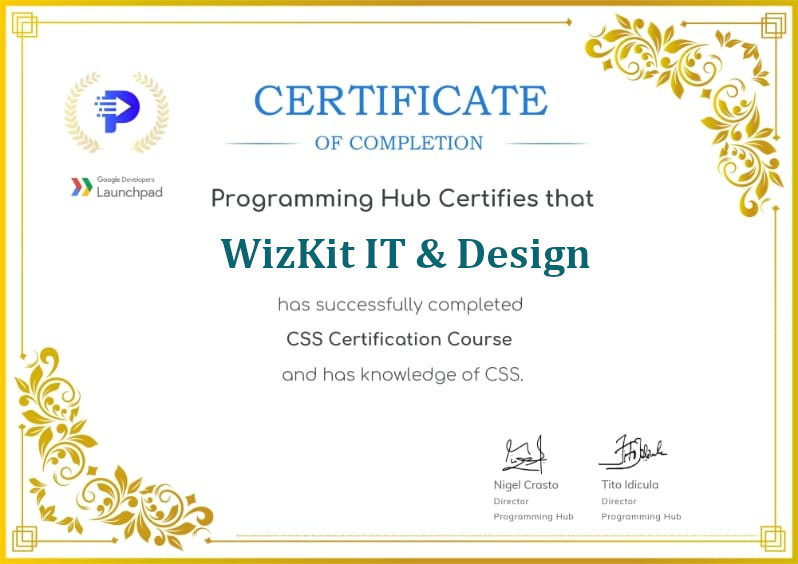 CERTIFICATE
OF COMPLETION
Google Developers
Launchpad
Programming Hub Certifies that
WizKit IT & Design
has successfully completed
CSS Certification Course
and has knowledge of CSS.
Nigel Crasto
Director
Programming Hub
Tito Idicula
Director
Programming Hub